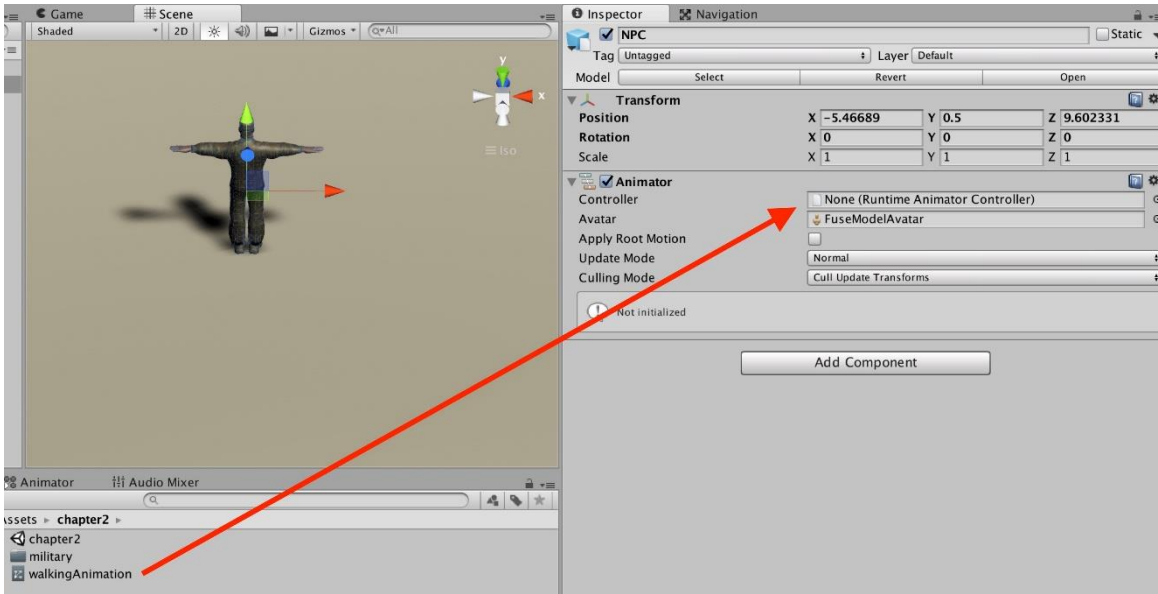 Game
Scene
Shaded
2D
Gizmos
All
y
x
Iso
Animator
Audio Mixer
Assets chapter2
chapter2
military
walkingAnimation
Inspector
Navigation
NPC
Static
Tag Untagged Layer Default
Model Select Revert Open
Transform
Position X -5.46689 Y 0.5 Z 9.602331
Rotation X 0 Y 0 Z 0
Scale X 1 Y 1 Z 1
Animator
Controller None (Runtime Animator Controller)
Avatar FuseModelAvatar
Apply Root Motion
Update Mode Normal
Culling Mode Cull Update Transforms
Not initialized
Add Component